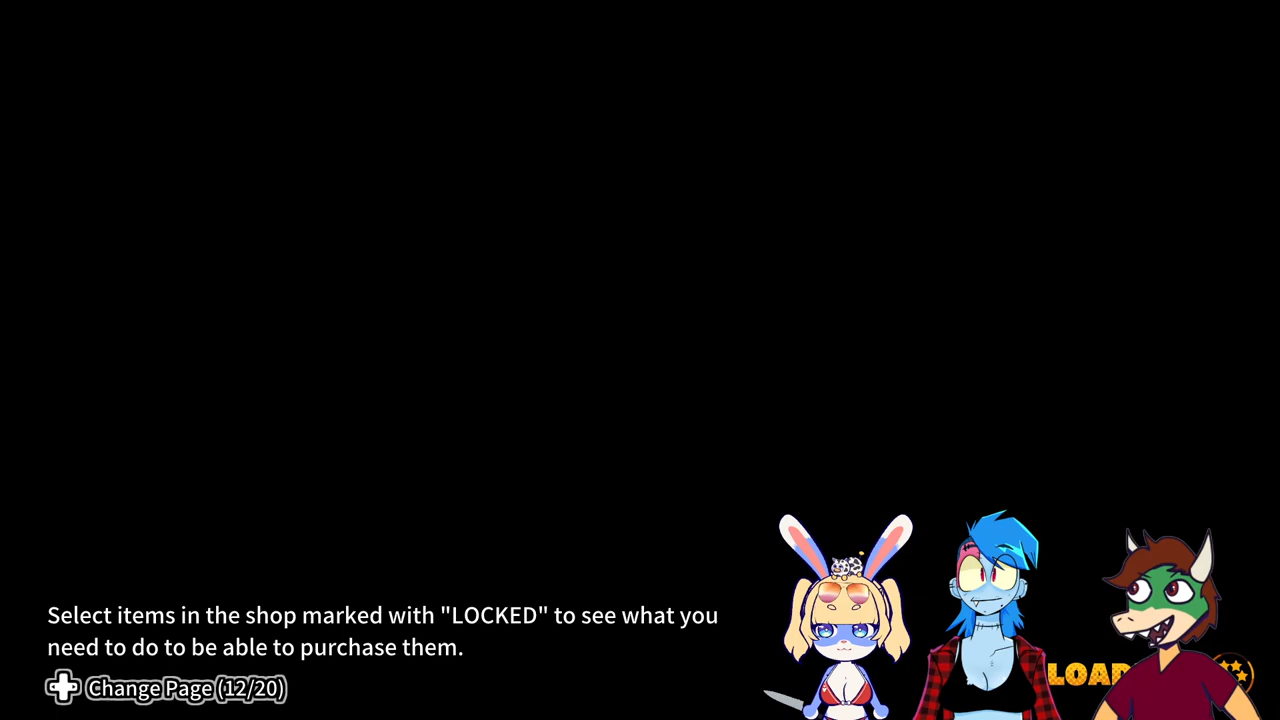 Select items in the shop marked with "LOCKED" to see what you
need to do to be able to purchase them.
Change Page (12/20)
LOAD